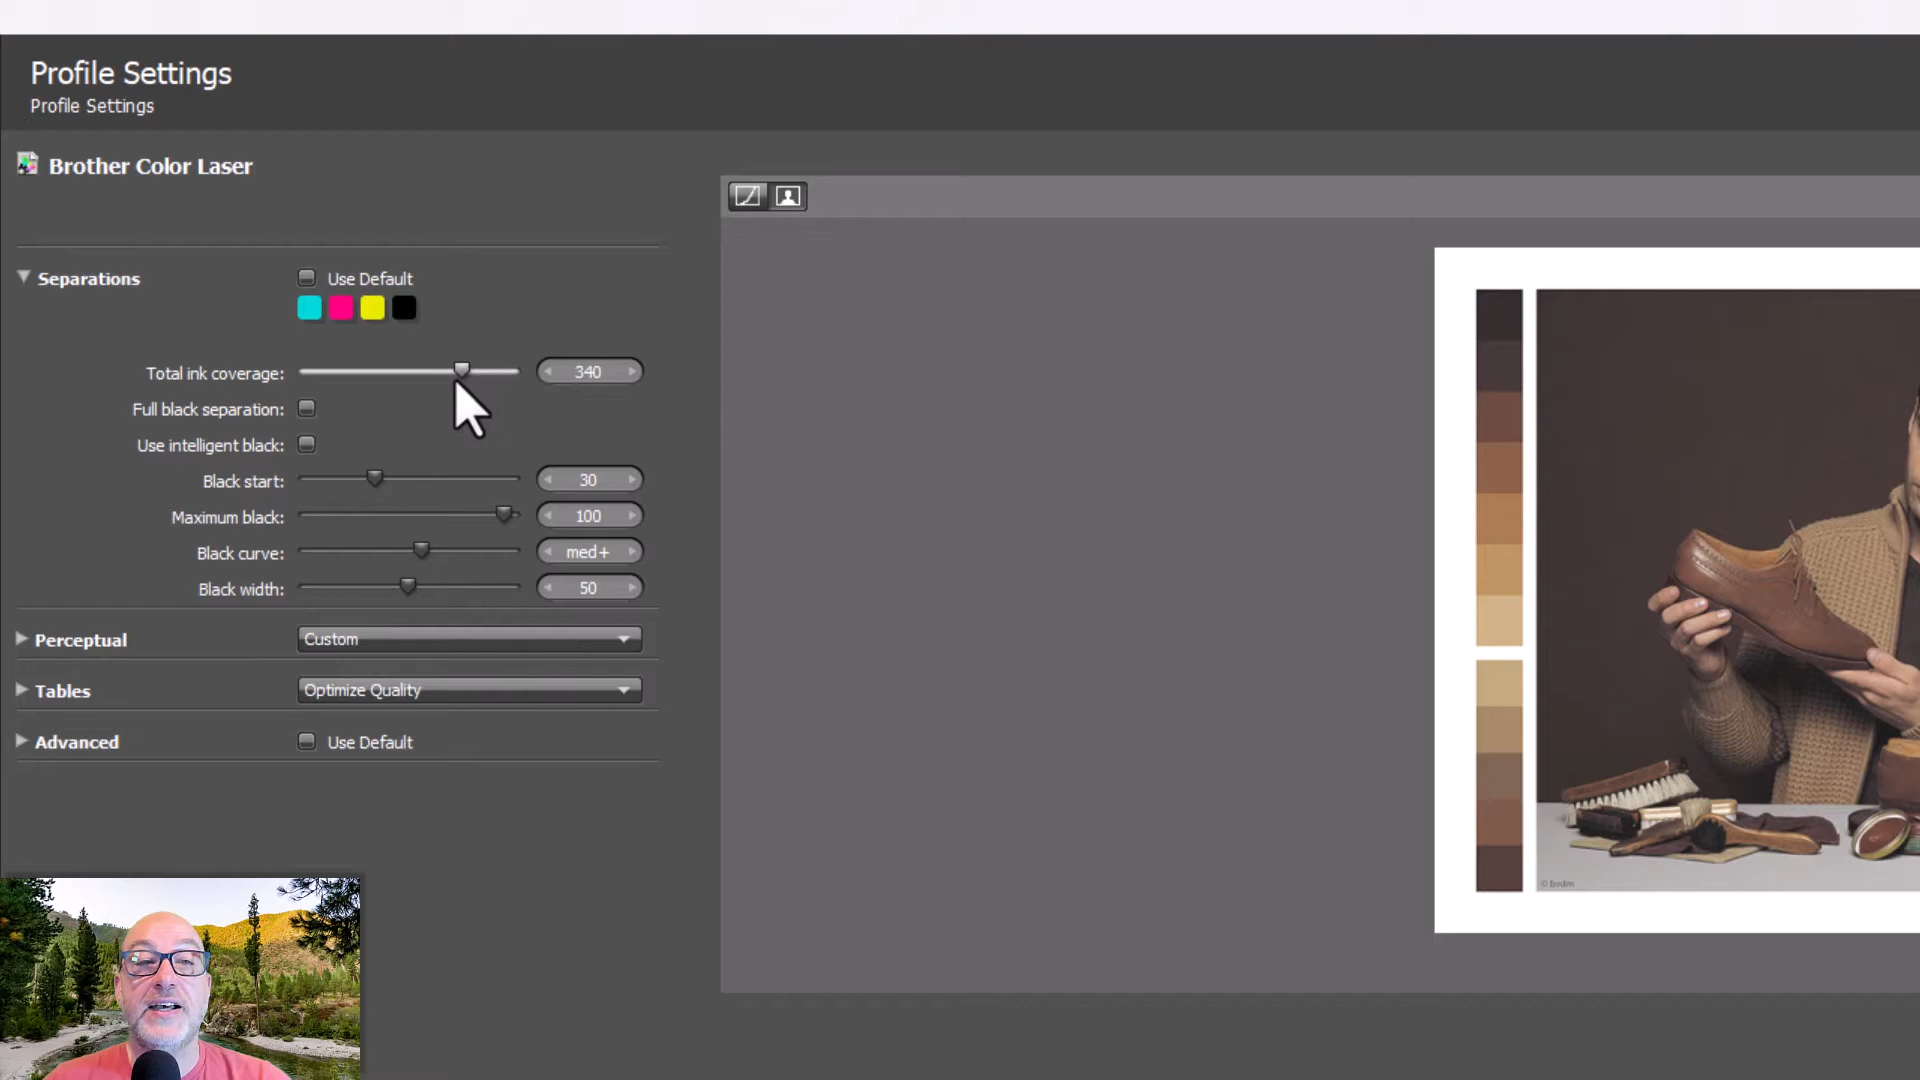 Profile Settings
Profile Settings
Brother Color Laser
Separations
Use Default
Total ink coverage: 340
Full black separation:
Use intelligent black:
Black start: 30
Maximum black: 100
Black curve: med+
Black width: 50
Perceptual Custom
Tables Optimize Quality
Advanced Use Default
© bvdm